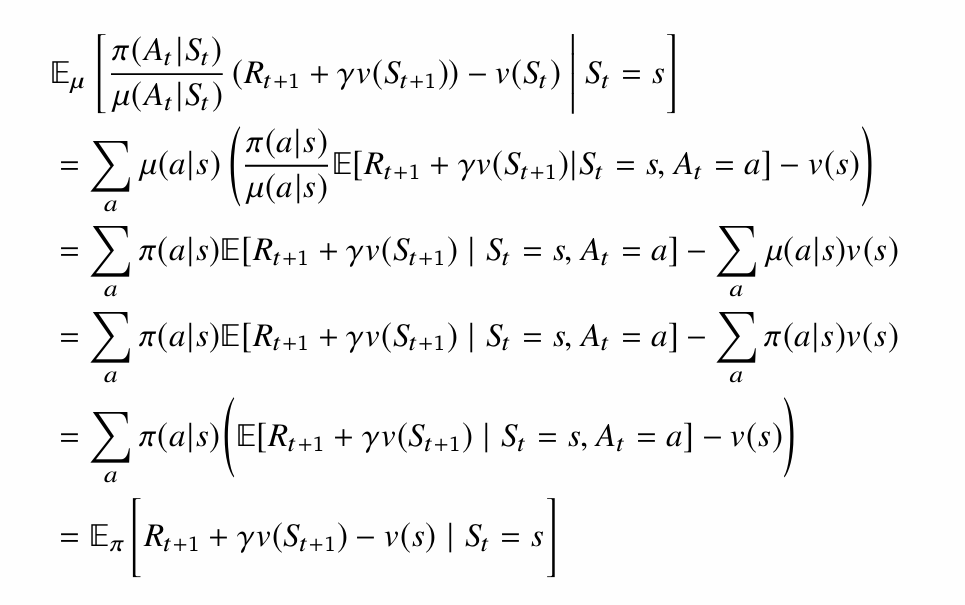 𝔼_μ [ π(A_t|S_t) / μ(A_t|S_t) (R_{t+1} + γv(S_{t+1})) − v(S_t) | S_t = s ]
= ∑_a μ(a|s) ( π(a|s) / μ(a|s) 𝔼[R_{t+1} + γv(S_{t+1})|S_t = s, A_t = a] − v(s) )
= ∑_a π(a|s)𝔼[R_{t+1} + γv(S_{t+1}) | S_t = s, A_t = a] − ∑_a μ(a|s)v(s)
= ∑_a π(a|s)𝔼[R_{t+1} + γv(S_{t+1}) | S_t = s, A_t = a] − ∑_a π(a|s)v(s)
= ∑_a π(a|s) ( 𝔼[R_{t+1} + γv(S_{t+1}) | S_t = s, A_t = a] − v(s) )
= 𝔼_π [ R_{t+1} + γv(S_{t+1}) − v(s) | S_t = s ]